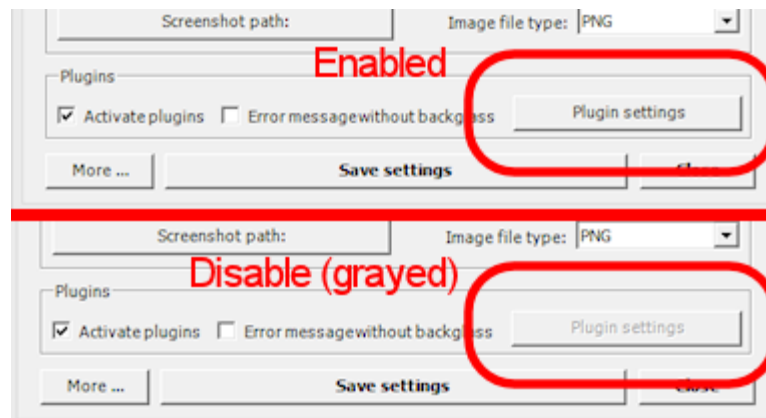 Screenshot path: Image file type: PNG
Enabled
Plugins
Activate plugins Error message without backglass Plugin settings
More ... Save settings Close
Screenshot path: Image file type: PNG
Disable (grayed)
Plugins
Activate plugins Error message without backglass Plugin settings
More ... Save settings Close